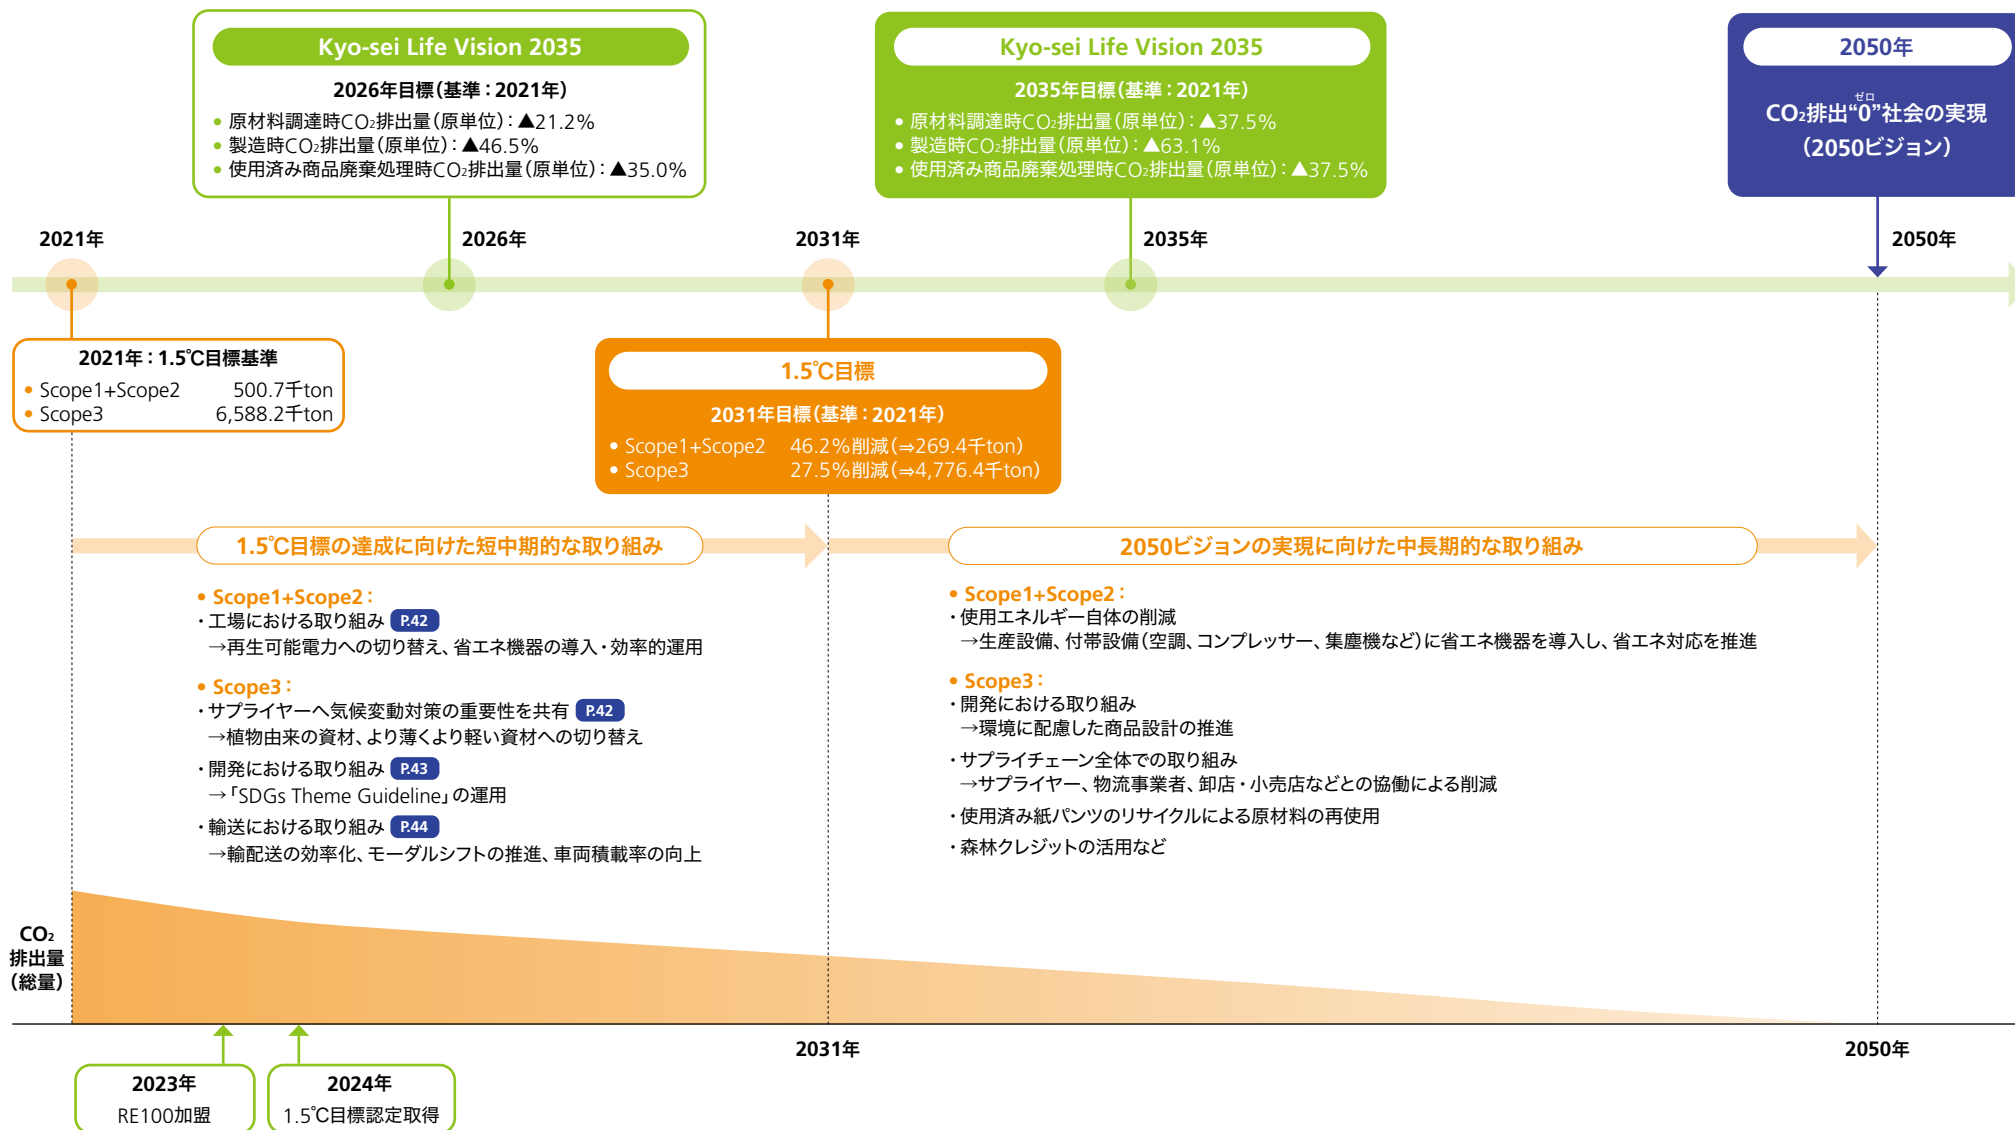 Kyo-sei Life Vision 2035
2026年目標（基準：2021年）
● 原材料調達時CO₂排出量（原単位）：▲21.2%
● 製造時CO₂排出量（原単位）：▲46.5%
● 使用済み商品廃棄処理時CO₂排出量（原単位）：▲35.0%
Kyo-sei Life Vision 2035
2035年目標（基準：2021年）
● 原材料調達時CO₂排出量（原単位）：▲37.5%
● 製造時CO₂排出量（原単位）：▲63.1%
● 使用済み商品廃棄処理時CO₂排出量（原単位）：▲37.5%
2050年
ゼロ
CO₂排出“0”社会の実現
（2050ビジョン）
2021年
2026年
2031年
2035年
2050年
2021年：1.5℃目標基準
● Scope1+Scope2 500.7千ton
● Scope3 6,588.2千ton
1.5℃目標
2031年目標（基準：2021年）
● Scope1+Scope2 46.2%削減（⇒269.4千ton）
● Scope3 27.5%削減（⇒4,776.4千ton）
1.5℃目標の達成に向けた短中期的な取り組み
● Scope1+Scope2：
・工場における取り組み P.42
→再生可能電力への切り替え、省エネ機器の導入・効率的運用
● Scope3：
・サプライヤーへ気候変動対策の重要性を共有 P.42
→植物由来の資材、より薄くより軽い資材への切り替え
・開発における取り組み P.43
→「SDGs Theme Guideline」の運用
・輸送における取り組み P.44
→輸配送の効率化、モーダルシフトの推進、車両積載率の向上
2050ビジョンの実現に向けた中長期的な取り組み
● Scope1+Scope2：
・使用エネルギー自体の削減
→生産設備、付帯設備（空調、コンプレッサー、集塵機など）に省エネ機器を導入し、省エネ対応を推進
● Scope3：
・開発における取り組み
→環境に配慮した商品設計の推進
・サプライチェーン全体での取り組み
→サプライヤー、物流事業者、卸店・小売店などとの協働による削減
・使用済み紙パンツのリサイクルによる原材料の再使用
・森林クレジットの活用など
CO₂
排出量
（総量）
2031年
2050年
2023年
RE100加盟
2024年
1.5℃目標認定取得